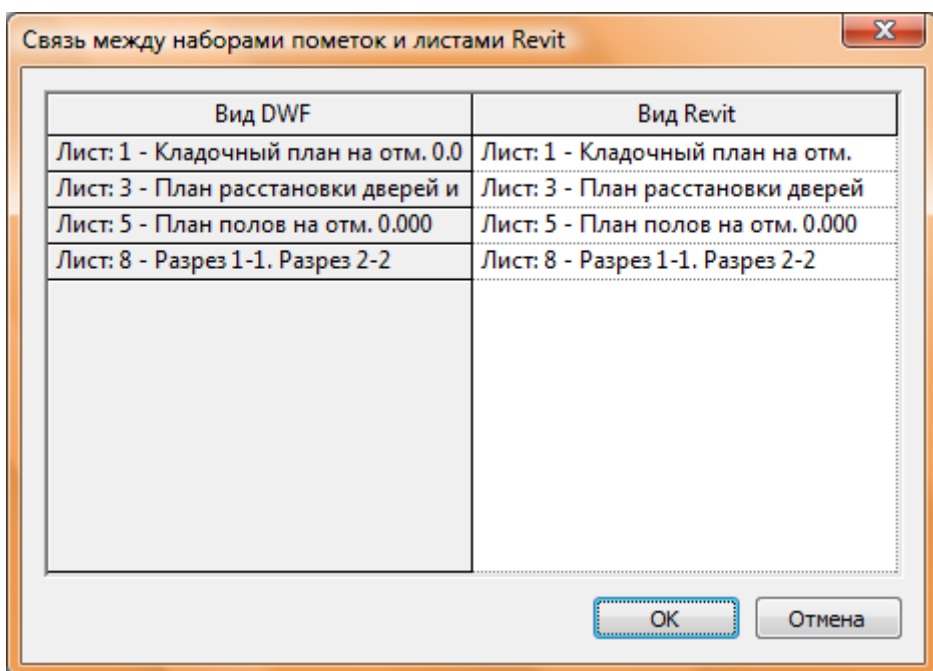 Связь между наборами пометок и листами Revit
Вид DWF Вид Revit
Лист: 1 - Кладочный план на отм. 0.0 Лист: 1 - Кладочный план на отм.
Лист: 3 - План расстановки дверей и Лист: 3 - План расстановки дверей
Лист: 5 - План полов на отм. 0.000 Лист: 5 - План полов на отм. 0.000
Лист: 8 - Разрез 1-1. Разрез 2-2 Лист: 8 - Разрез 1-1. Разрез 2-2
OK Отмена